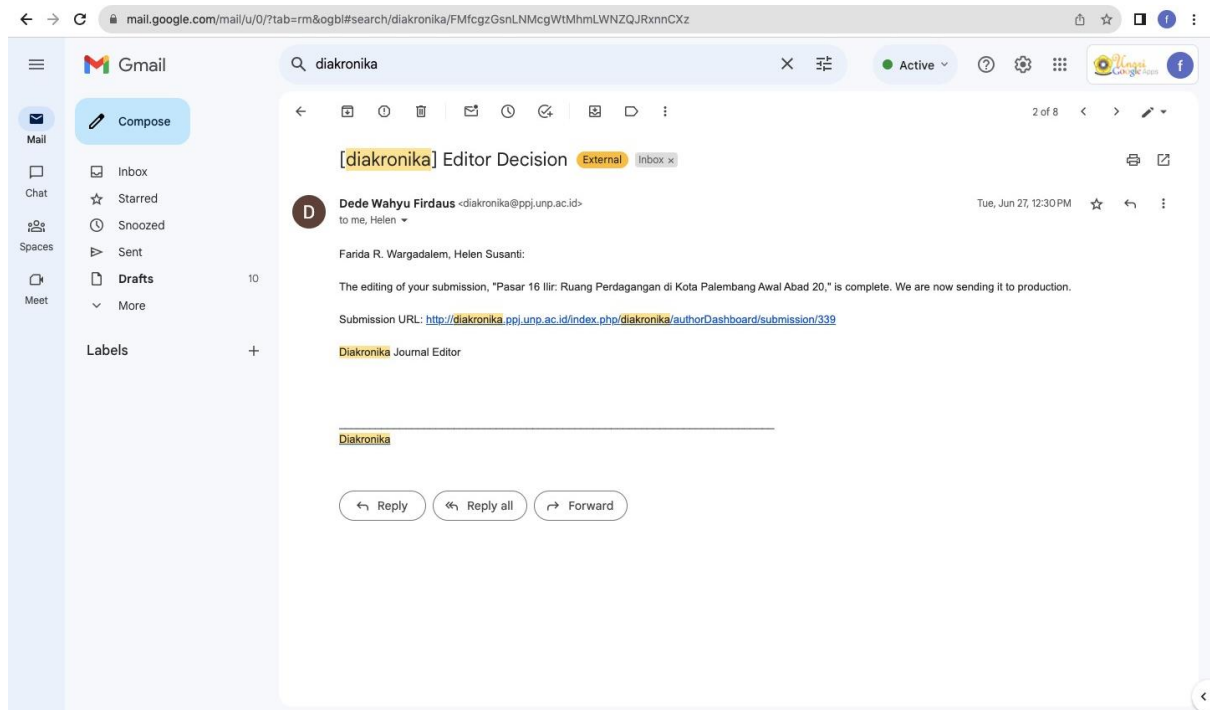 mail.google.com/mail/u/0/?tab=rm&ogbl#search/diakronika/FMfcgzGsnLNMcgWtMhmLWNZQJRxnnCXz
f
Gmail
diakronika
Active
Unsri
Google Apps
f
Mail
Chat
Spaces
Meet
Compose
Inbox
Starred
Snoozed
Sent
Drafts 10
More
Labels +
2 of 8
[diakronika] Editor Decision External Inbox x
D
Dede Wahyu Firdaus <diakronika@ppj.unp.ac.id>
Tue, Jun 27, 12:30 PM
to me, Helen
Farida R. Wargadalem, Helen Susanti:
The editing of your submission, "Pasar 16 Ilir: Ruang Perdagangan di Kota Palembang Awal Abad 20," is complete. We are now sending it to production.
Submission URL: http://diakronika.ppj.unp.ac.id/index.php/diakronika/authorDashboard/submission/339
Diakronika Journal Editor
Diakronika
Reply
Reply all
Forward